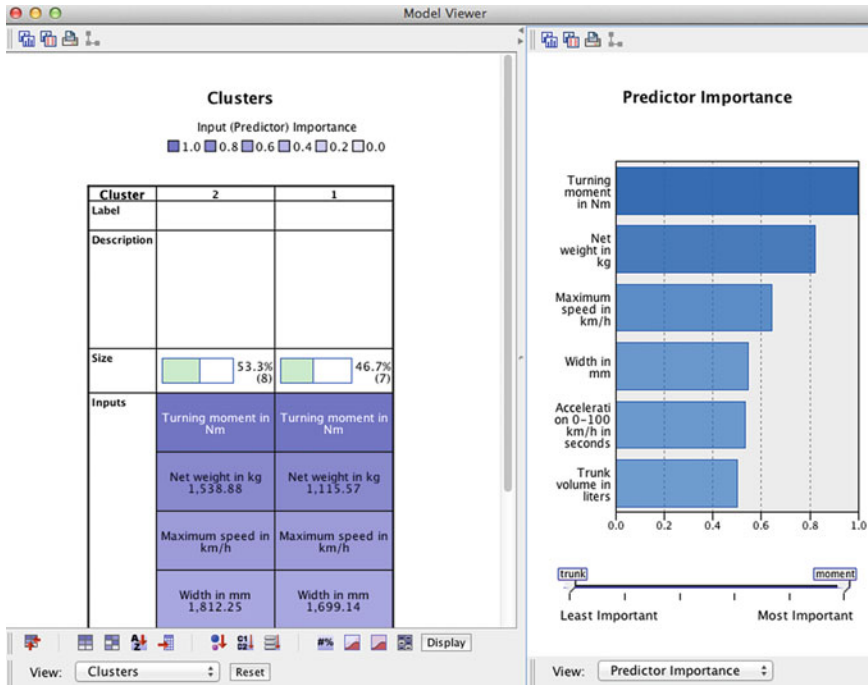 Model Viewer
Clusters
Input (Predictor) Importance
1.0 0.8 0.6 0.4 0.2 0.0
Cluster 2 1
Label
Description
Size 53.3% 46.7%
(8) (7)
Inputs
Turning moment in Turning moment in
Nm Nm
Net weight in kg Net weight in kg
1,538.88 1,115.57
Maximum speed in Maximum speed in
km/h km/h
Width in mm Width in mm
1,812.25 1,699.14
A
Z
C1
C2
#%
Display
View: Clusters Reset
Predictor Importance
Turning
moment
in Nm
Net
weight in
kg
Maximum
speed in
km/h
Width in
mm
Accelerati
on 0-100
km/h in
seconds
Trunk
volume in
liters
0.0 0.2 0.4 0.6 0.8 1.0
trunk moment
Least Important Most Important
View: Predictor Importance